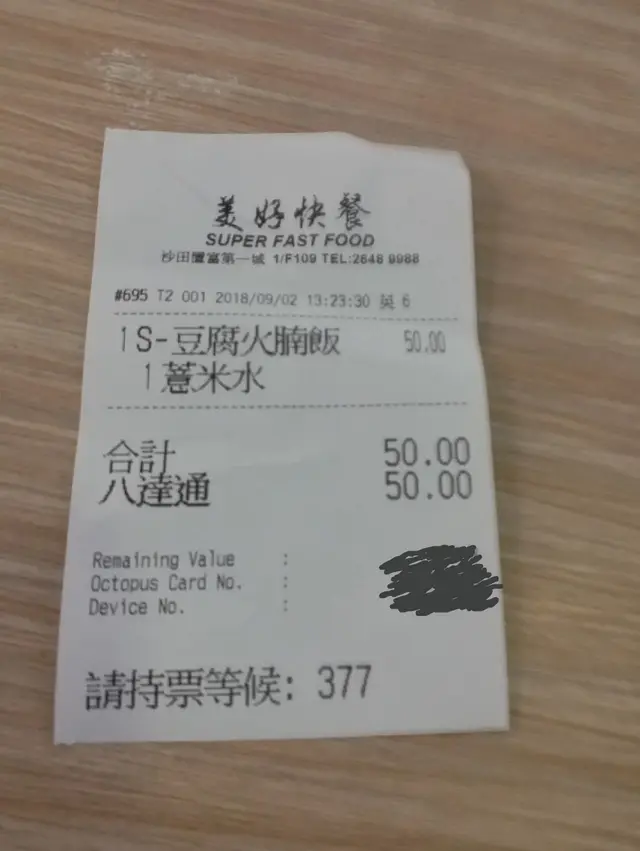 美好快餐
SUPER FAST FOOD
沙田豐富第一城 1/F109 TEL:2648 9988
#695 T2 001 2018/09/02 13:23:30 英 6
1 S-豆腐火腩飯 50.00
1 薏米水
合計 50.00
八達通 50.00
Remaining Value :
Octopus Card No. :
Device No. :
請持票等候: 377